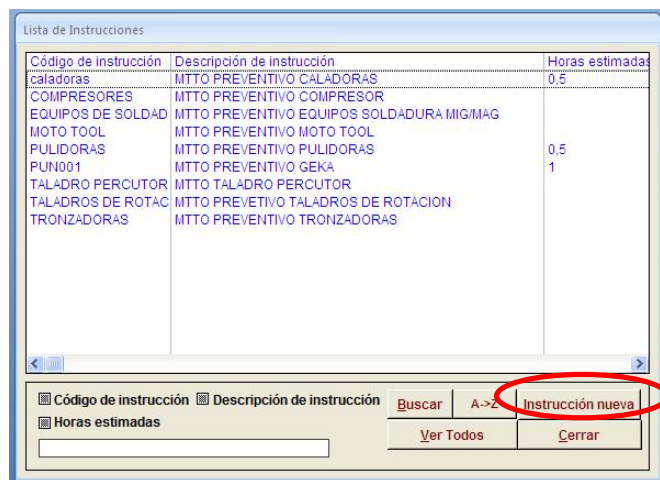 Lista de Instrucciones
Código de instrucción Descripción de instrucción Horas estimadas
caladoras MTTO PREVENTIVO CALADORAS 0,5
COMPRESORES MTTO PREVENTIVO COMPRESOR
EQUIPOS DE SOLDAD MTTO PREVENTIVO EQUIPOS SOLDADURA MIG/MAG
MOTO TOOL MTTO PREVENTIVO MOTO TOOL
PULIDORAS MTTO PREVENTIVO PULIDORAS 0,5
PUN001 MTTO PREVENTIVO GEKA 1
TALADRO PERCUTOR MTTO TALADRO PERCUTOR
TALADROS DE ROTAC MTTO PREVETIVO TALADROS DE ROTACION
TRONZADORAS MTTO PREVENTIVO TRONZADORAS
Código de instrucción Descripción de instrucción Buscar A->Z Instrucción nueva
Horas estimadas
Ver Todos Cerrar